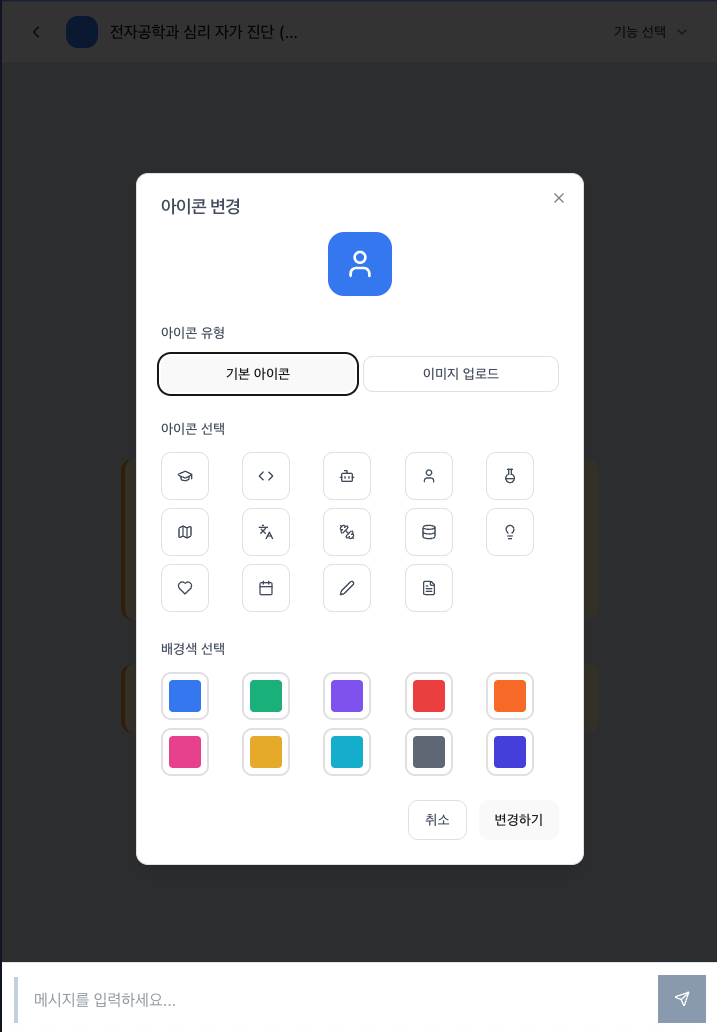 전자공학과 심리 자가 진단 (...
기능 선택
아이콘 변경
아이콘 유형
기본 아이콘
이미지 업로드
아이콘 선택
배경색 선택
취소
변경하기
메시지를 입력하세요...